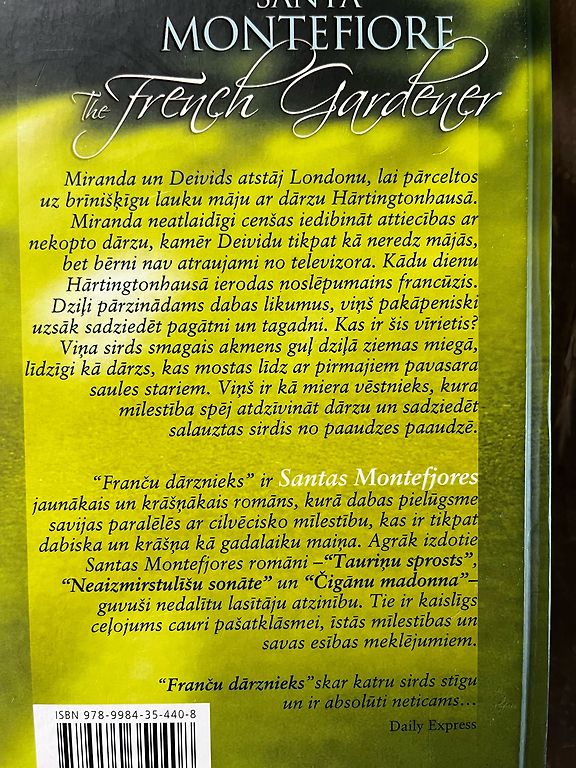 SANTA
MONTEFIORE
The French Gardener
Miranda un Deivids atstāj Londonu, lai pārceltos
uz brīnišķīgu lauku māju ar dārzu Hārtingtonhausā.
Miranda neatlaidīgi cenšas iedibināt attiecības ar
nekopto dārzu, kamēr Deividu tikpat kā neredz mājās,
bet bērni nav atraujami no televizora. Kādu dienu
Hārtingtonhausā ierodas noslēpumains francūzis.
Dziļi pārzinādams dabas likumus, viņš pakāpeniski
uzsāk sadziedēt pagātni un tagadni. Kas ir šis vīrietis?
Viņa sirds smagais akmens guļ dziļā ziemas miegā,
līdzīgi kā dārzs, kas mostas līdz ar pirmajiem pavasara
saules stariem. Viņš ir kā miera vēstnieks, kura
mīlestība spēj atdzīvināt dārzu un sadziedēt
salauztas sirdis no paaudzes paaudzē.
“Franču dārznieks” ir Santas Montefjores
jaunākais un krāšņākais romāns, kurā dabas pielūgsme
savijas paralēlēs ar cilvēcisko mīlestību, kas ir tikpat
dabiska un krāšņa kā gadalaiku maiņa. Agrāk izdotie
Santas Montefjores romāni –“Tauriņu sprosts”,
“Neaizmirstulīšu sonāte” un “Čigānu madonna”–
guvuši nedalītu lasītāju atzinību. Tie ir kaislīgs
ceļojums cauri pašatklāsmei, īstās mīlestības un
savas esības meklējumiem.
“Franču dārznieks”skar katru sirds stīgu
un ir absolūti neticams...
Daily Express
ISBN 978-9984-35-440-8